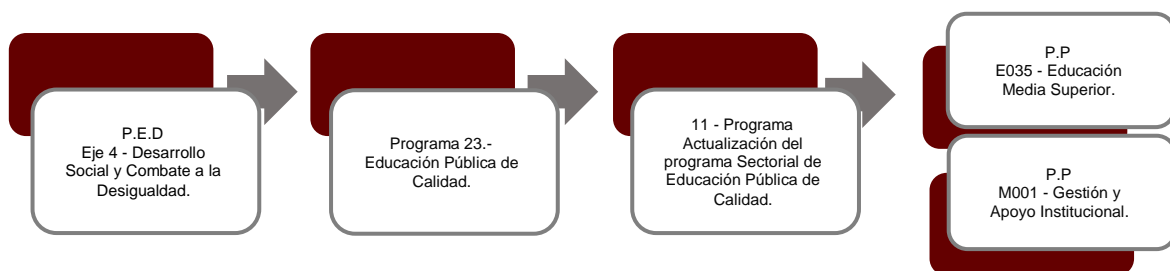 P.E.D
Eje 4 - Desarrollo
Social y Combate a la
Desigualdad.
Programa 23.-
Educación Pública de
Calidad.
11 - Programa
Actualización del
programa Sectorial de
Educación Pública de
Calidad.
P.P
E035 - Educación
Media Superior.
P.P
M001 - Gestión y
Apoyo Institucional.